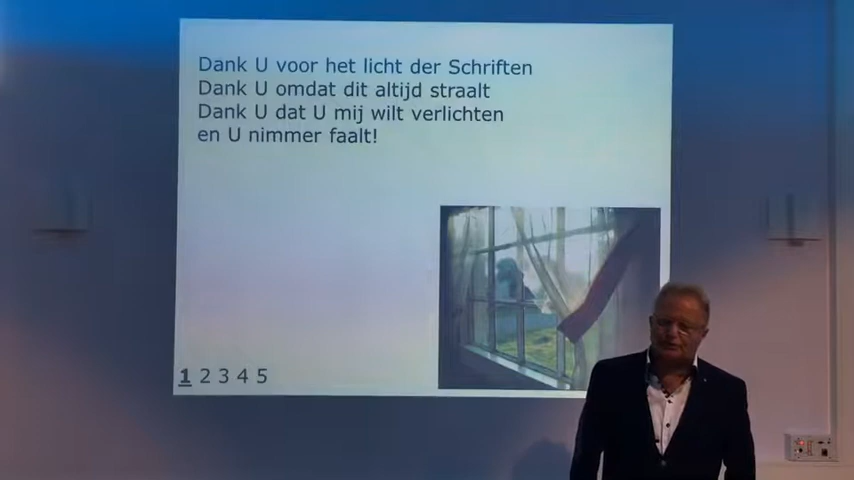 Dank U voor het licht der Schriften
Dank U omdat dit altijd straalt
Dank U dat U mij wilt verlichten
en U nimmer faalt!
1 2 3 4 5